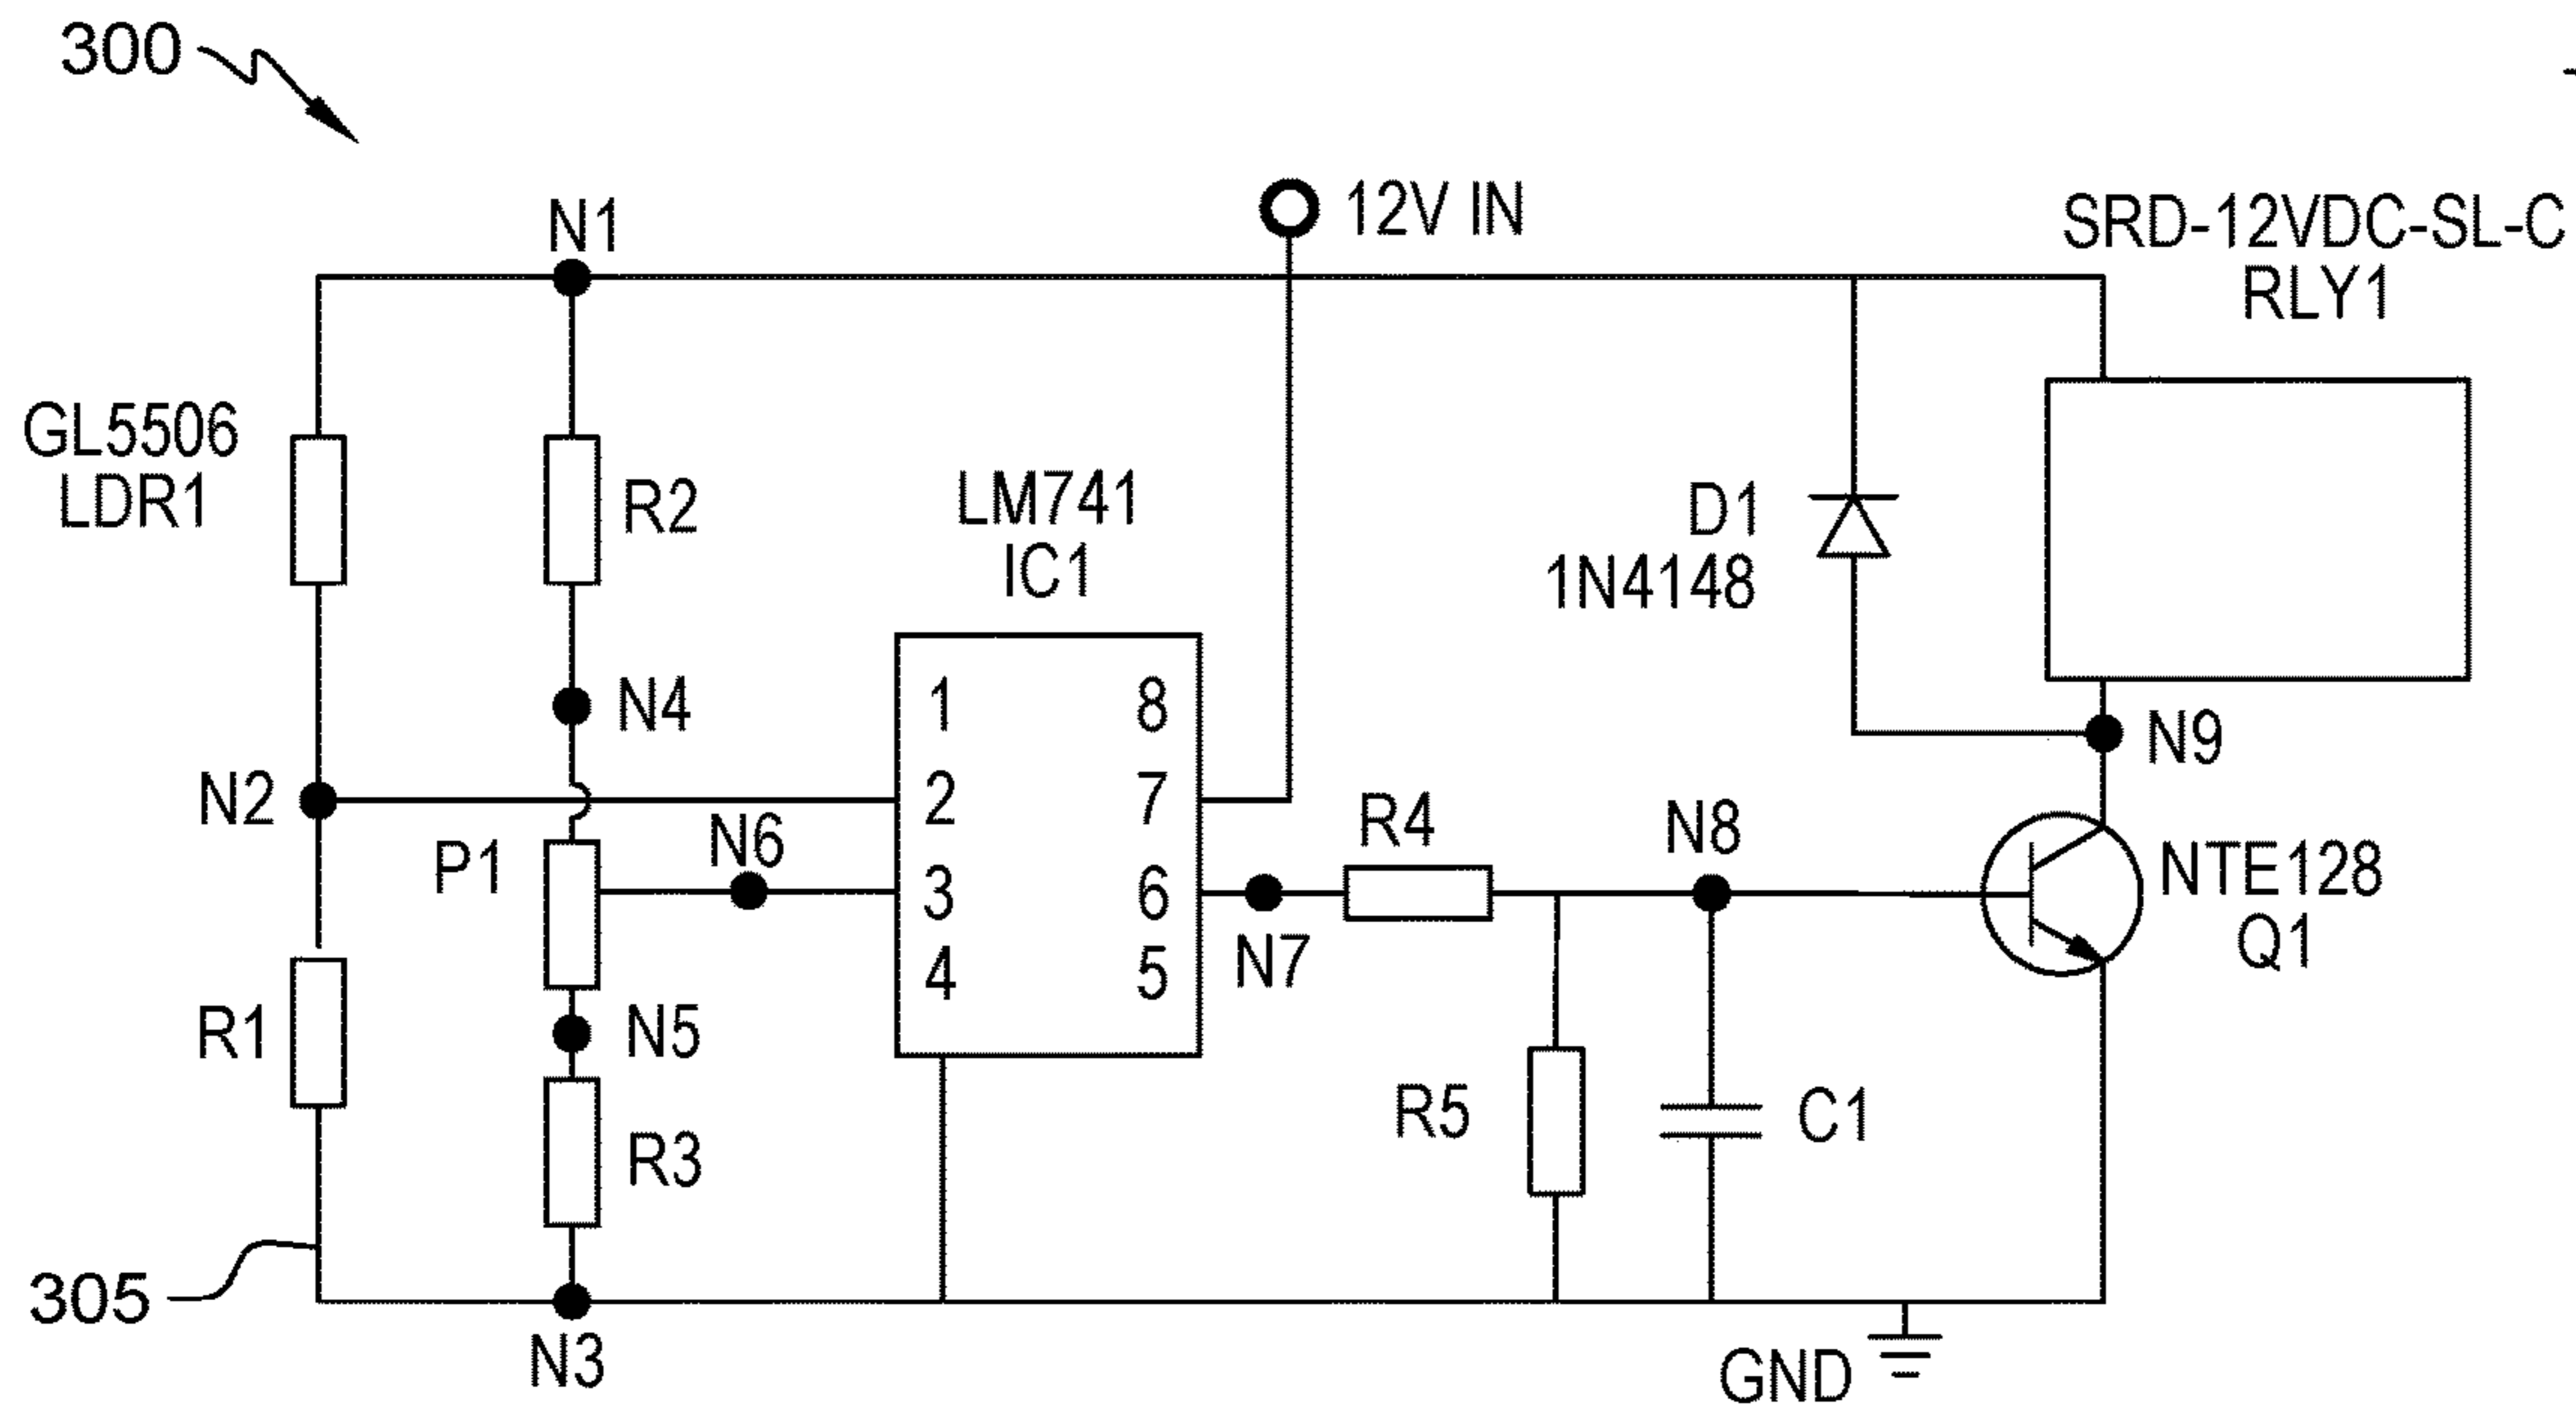 300
N1
12V IN
SRD-12VDC-SL-C
RLY1
GL5506
LDR1
R2
LM741
IC1
D1
1N4148
N4
1
8
N9
N2
2
7
R4
N8
N6
P1
3
6
NTE128
Q1
N7
4
5
R1
N5
R5
C1
R3
305
N3
GND